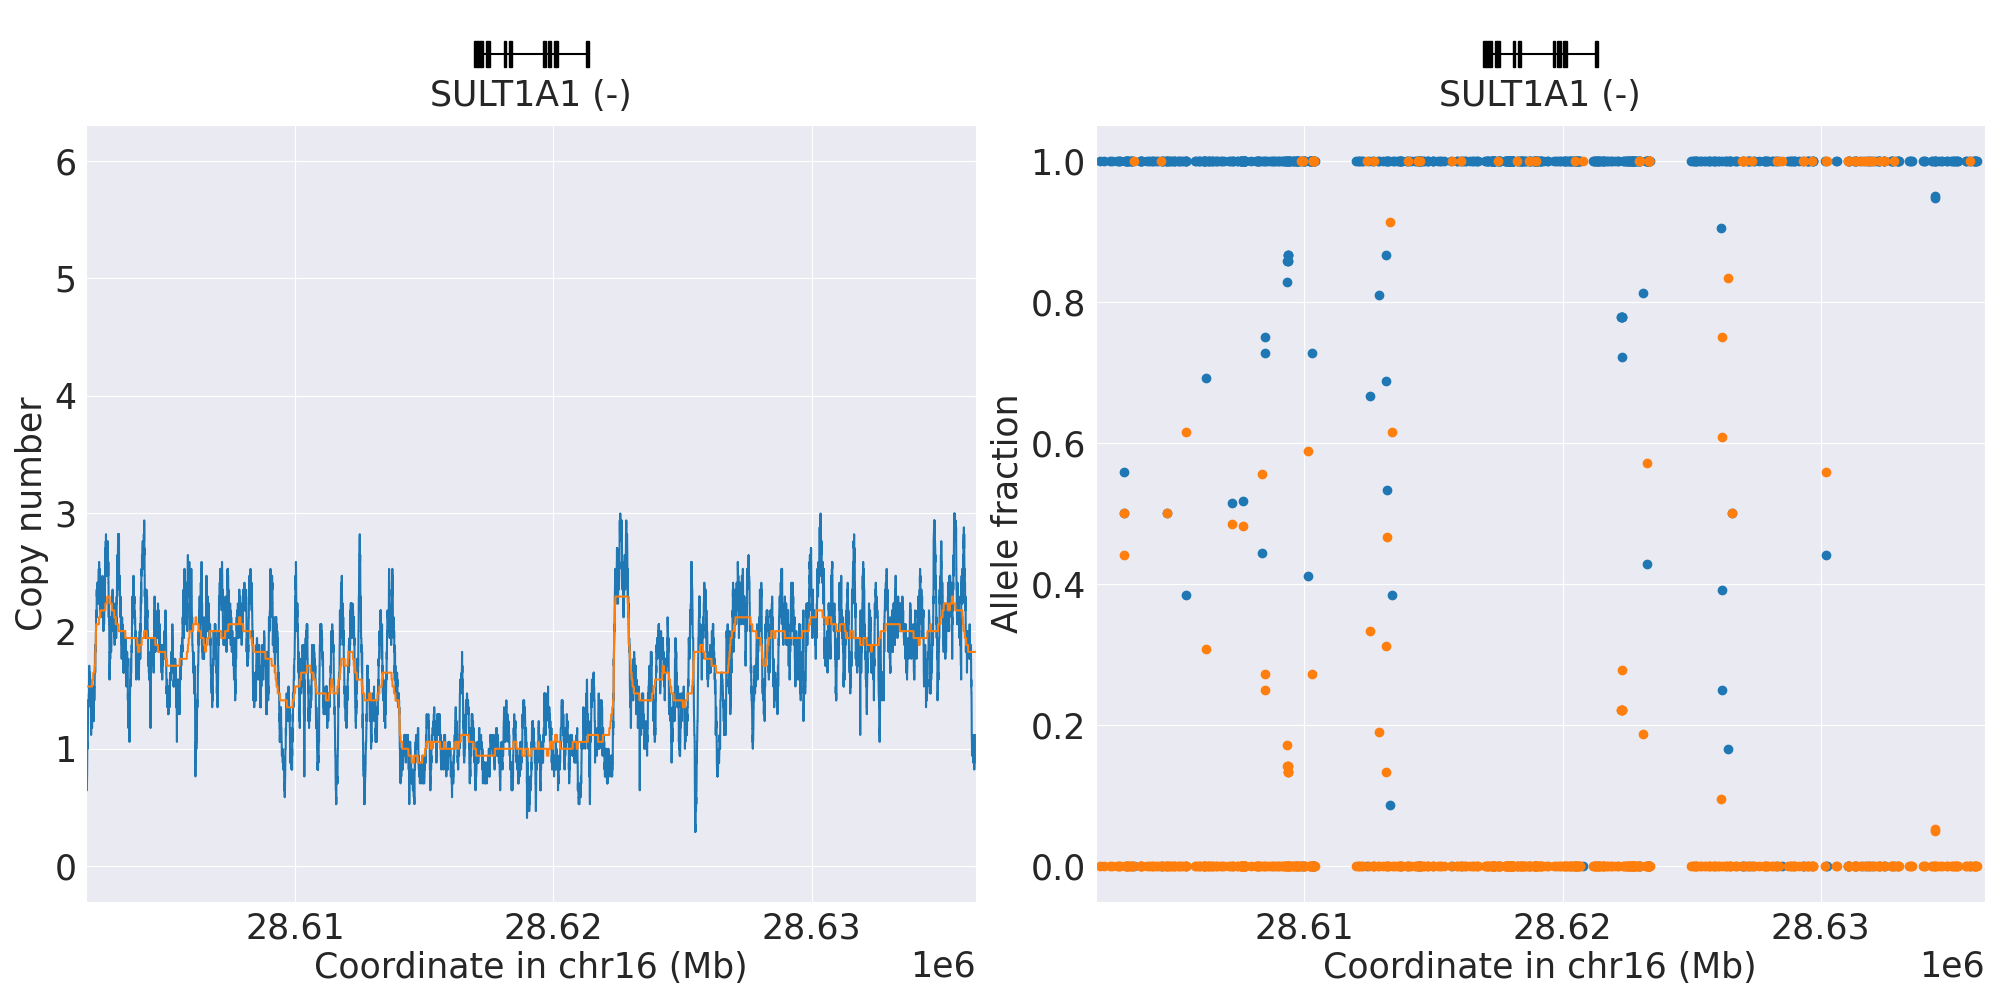 SULT1A1 (-)
6
5
4
3
2
1
0
Copy number
28.61
28.62
28.63
Coordinate in chr16 (Mb)
1e6
SULT1A1 (-)
1.0
0.8
0.6
0.4
0.2
0.0
Allele fraction
28.61
28.62
28.63
Coordinate in chr16 (Mb)
1e6